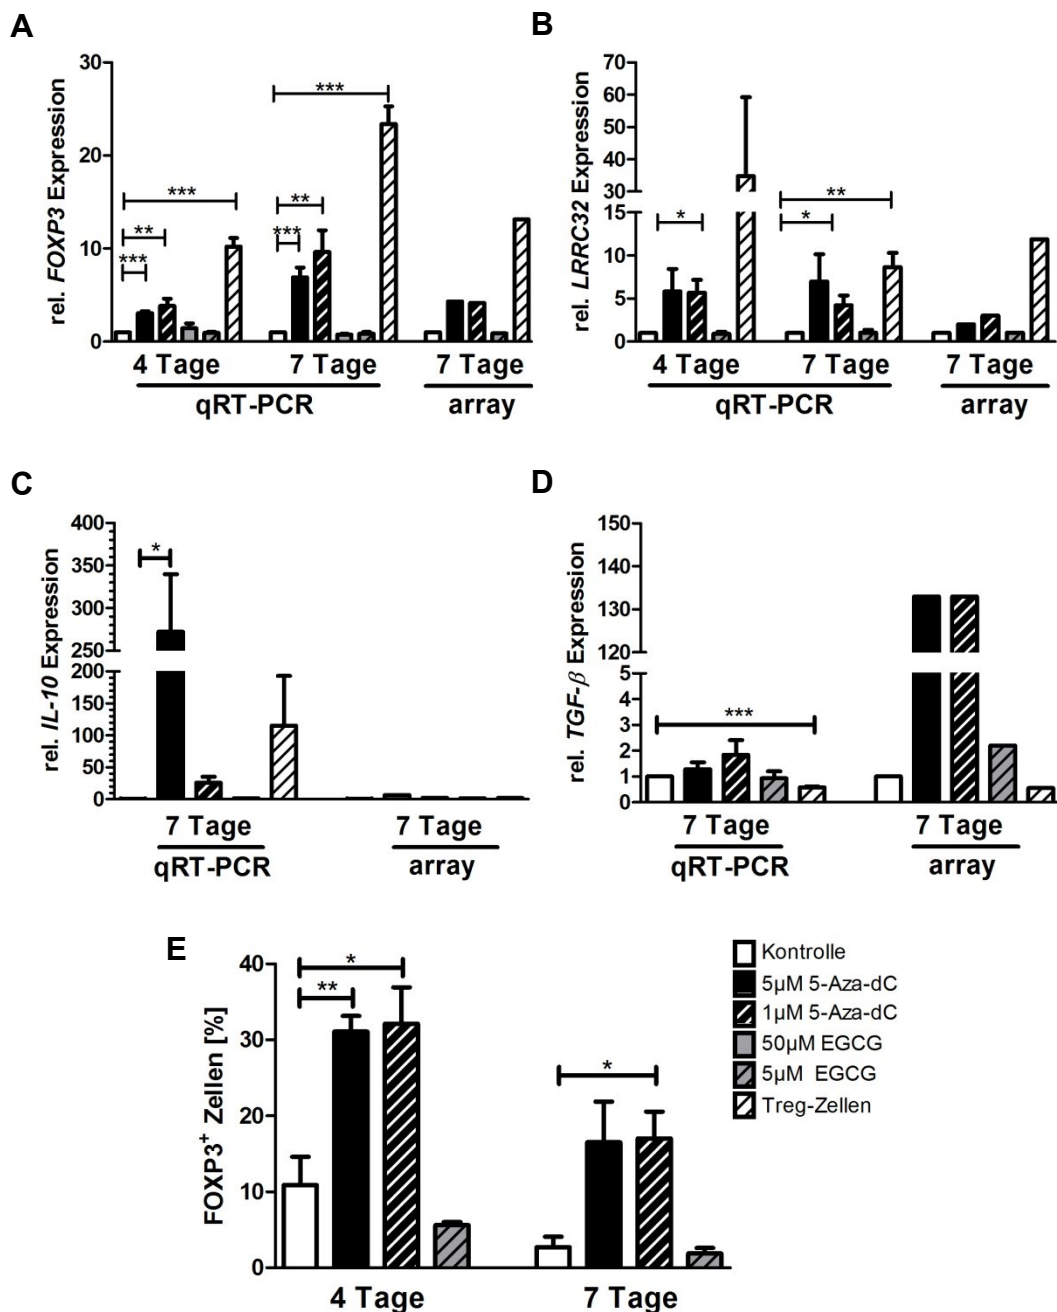 A
rel. FOXP3 Expression
30
20
10
0
***
**
***
***
**
***
4 Tage
7 Tage
7 Tage
qRT-PCR
array
B
rel. LRRC32 Expression
70
60
50
40
30
15
10
5
0
*
**
*
4 Tage
7 Tage
7 Tage
qRT-PCR
array
C
rel. IL-10 Expression
400
350
300
250
200
150
100
50
0
*
7 Tage
7 Tage
qRT-PCR
array
D
rel. TGF-β Expression
150
140
130
120
5
4
3
2
1
0
***
7 Tage
7 Tage
qRT-PCR
array
E
FOXP3+ Zellen [%]
40
30
20
10
0
*
**
*
4 Tage
7 Tage
Kontrolle
5µM 5-Aza-dC
1µM 5-Aza-dC
50µM EGCG
5µM EGCG
Treg-Zellen